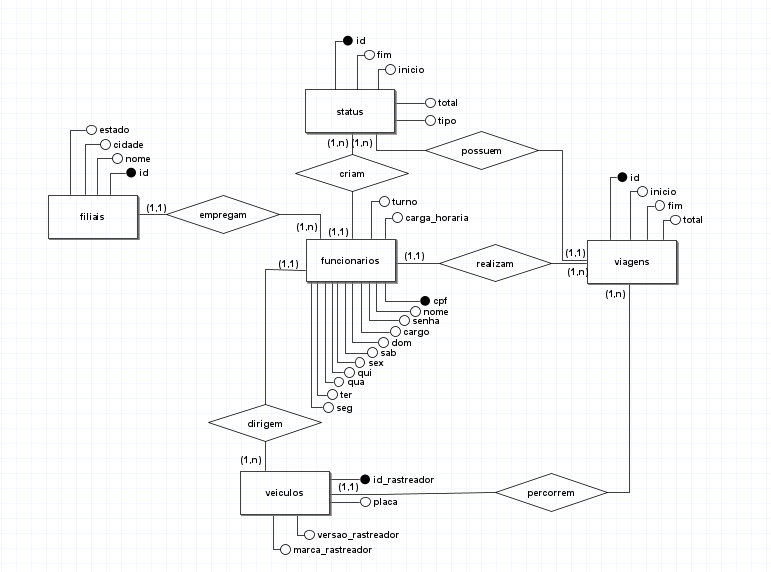 id
fim
inicio
status
total
tipo
(1,n)
(1,n)
possuem
criam
estado
cidade
nome
id
filiais
(1,1)
empregam
(1,n)
(1,1)
turno
carga_horaria
id
inicio
fim
total
viagens
(1,1)
(1,n)
(1,n)
funcionarios
(1,1)
(1,1)
realizam
cpf
nome
senha
cargo
dom
sab
sex
qui
qua
ter
seg
dirigem
(1,n)
veiculos
id_rastreador
(1,1)
placa
percorrem
versao_rastreador
marca_rastreador